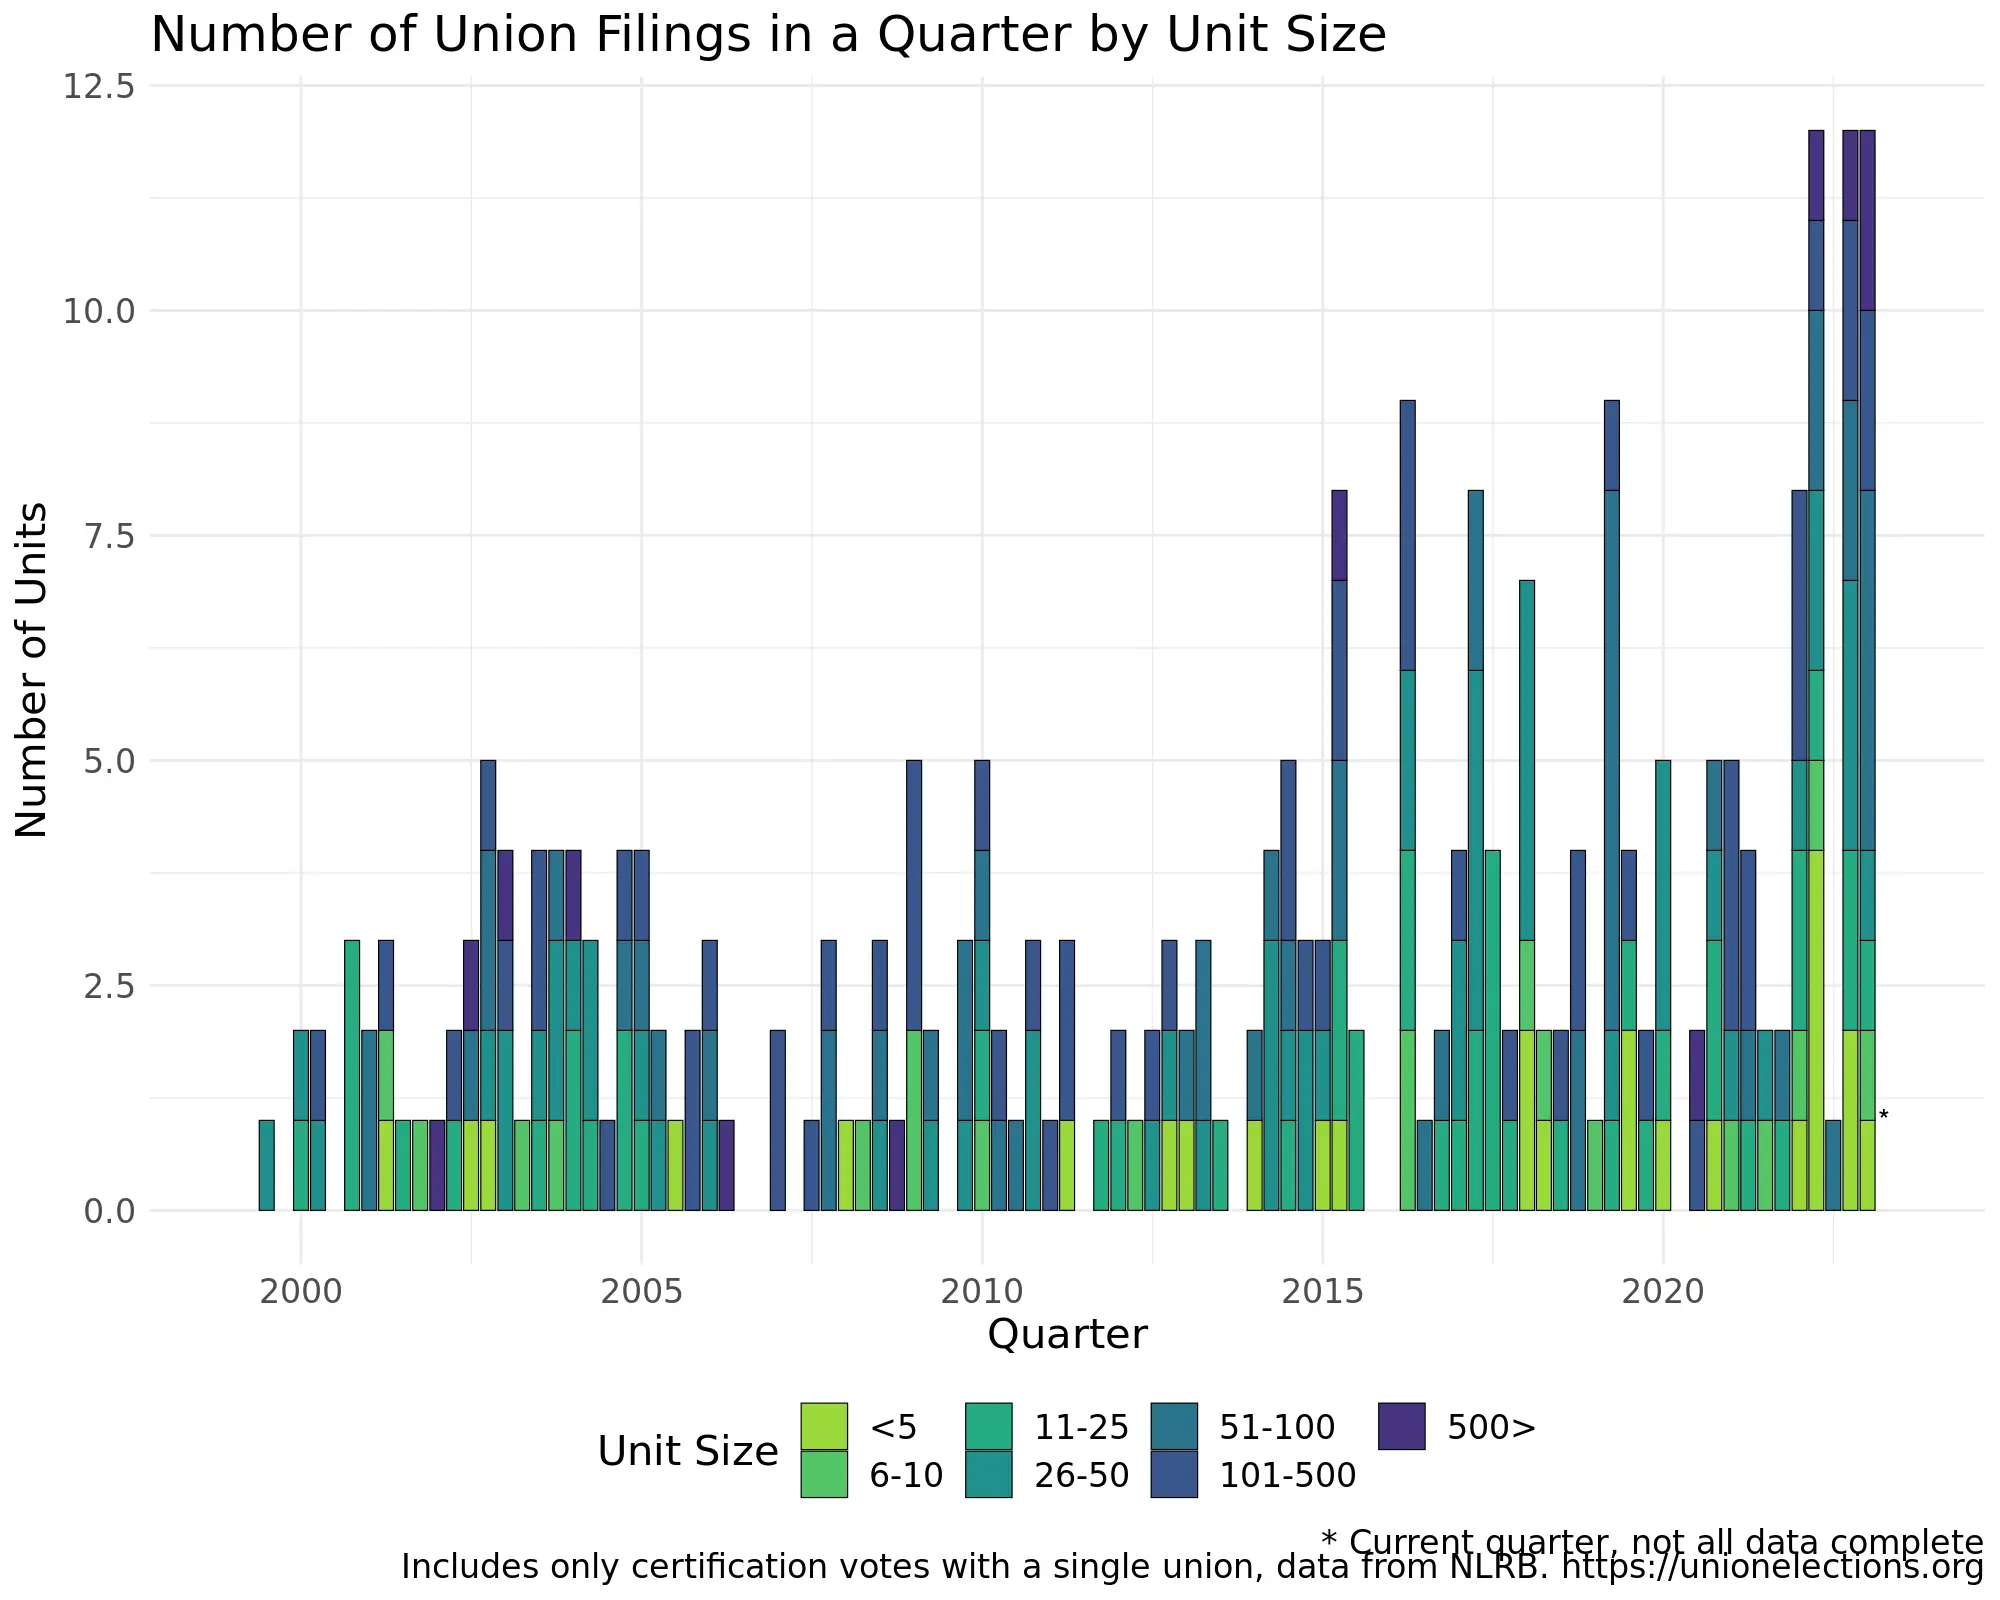 Number of Union Filings in a Quarter by Unit Size
12.5
10.0
7.5
5.0
2.5
0.0
Number of Units
*
2000 2005 2010 2015 2020
Quarter
Unit Size
<5 11-25 51-100 500>
6-10 26-50 101-500
* Current quarter, not all data complete
Includes only certification votes with a single union, data from NLRB. https://unionelections.org